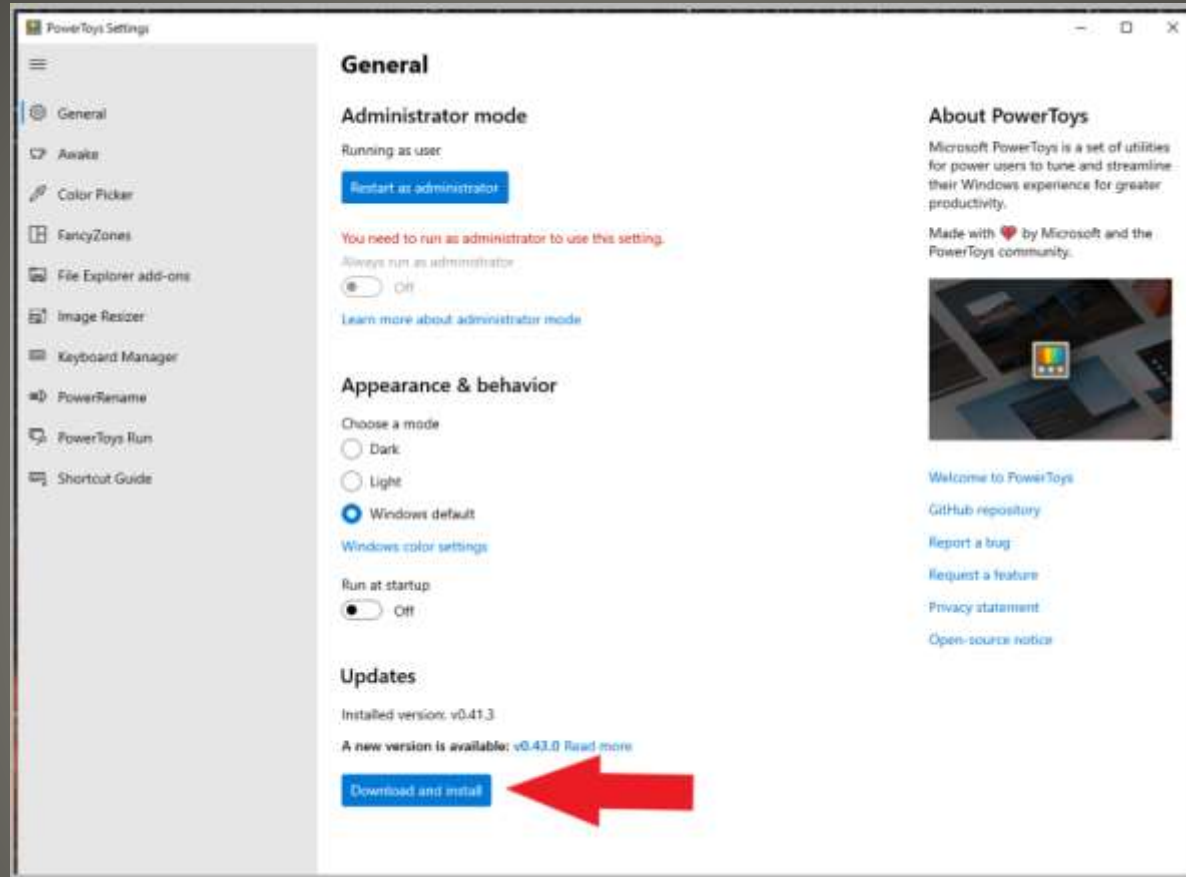 PowerToys Settings
General
Awake
Color Picker
FancyZones
File Explorer add-ons
Image Resizer
Keyboard Manager
PowerRename
PowerToys Run
Shortcut Guide
General
Administrator mode
Running as user
Restart as administrator
You need to run as administrator to use this setting.
Always run as administrator
Off
Learn more about administrator mode
Appearance & behavior
Choose a mode
Dark
Light
Windows default
Windows color settings
Run at startup
Off
Updates
Installed version: v0.41.3
A new version is available: v0.43.0 Read more
Download and install
About PowerToys
Microsoft PowerToys is a set of utilities
for power users to tune and streamline
their Windows experience for greater
productivity.
Made with 💗 by Microsoft and the
PowerToys community.
Welcome to PowerToys
GitHub repository
Report a bug
Request a feature
Privacy statement
Open-source notice